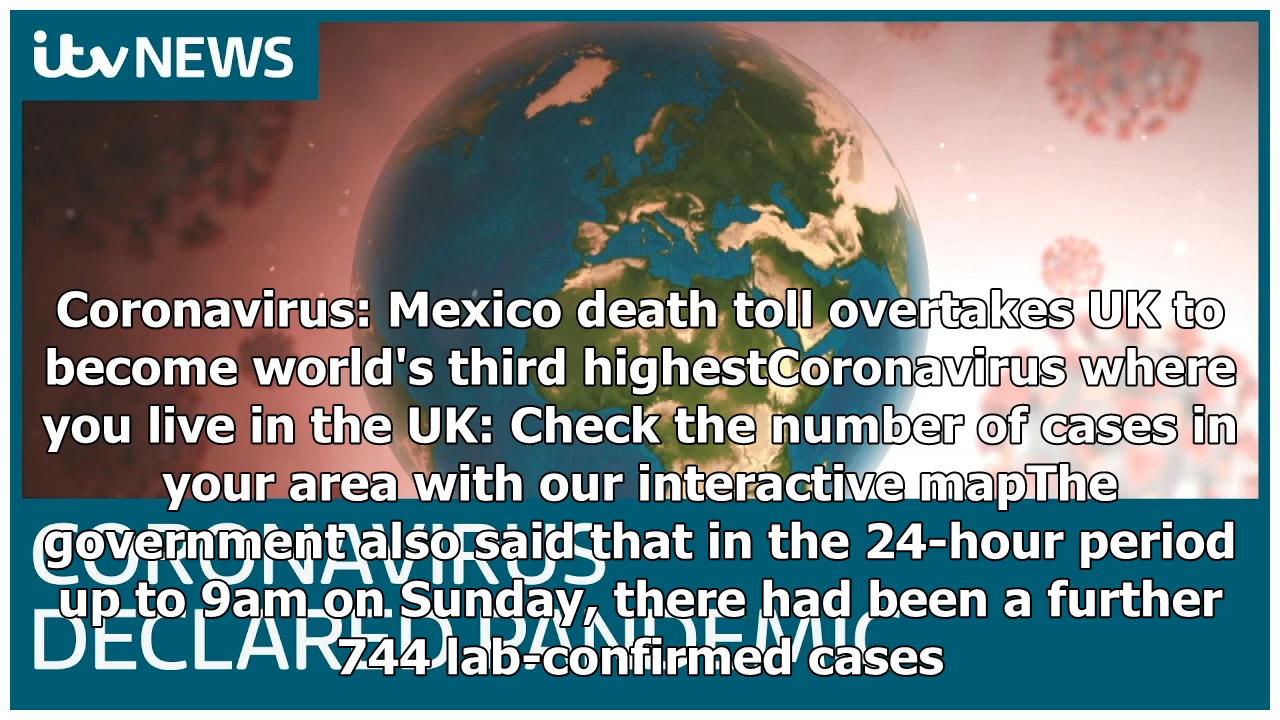 itv NEWS
Coronavirus: Mexico death toll overtakes UK to
become world's third highestCoronavirus where
you live in the UK: Check the number of cases in
your area with our interactive mapThe
government also said that in the 24-hour period
up to 9am on Sunday, there had been a further
744 lab-confirmed cases
CORONAVIRUS
DECLARED PANDEMIC